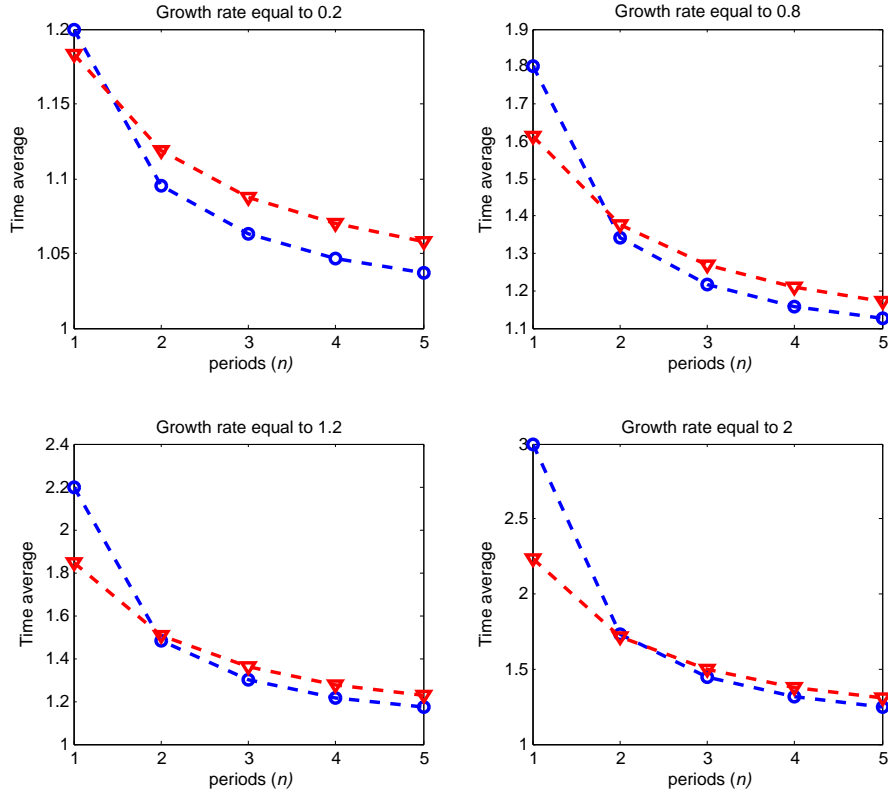 Growth rate equal to 0.2
1.2
1.15
1.1
1.05
1
Time average
1 2 3 4 5
periods (n)
Growth rate equal to 0.8
1.9
1.8
1.7
1.6
1.5
1.4
1.3
1.2
1.1
Time average
1 2 3 4 5
periods (n)
Growth rate equal to 1.2
2.4
2.2
2
1.8
1.6
1.4
1.2
1
Time average
1 2 3 4 5
periods (n)
Growth rate equal to 2
3
2.5
2
1.5
1
Time average
1 2 3 4 5
periods (n)